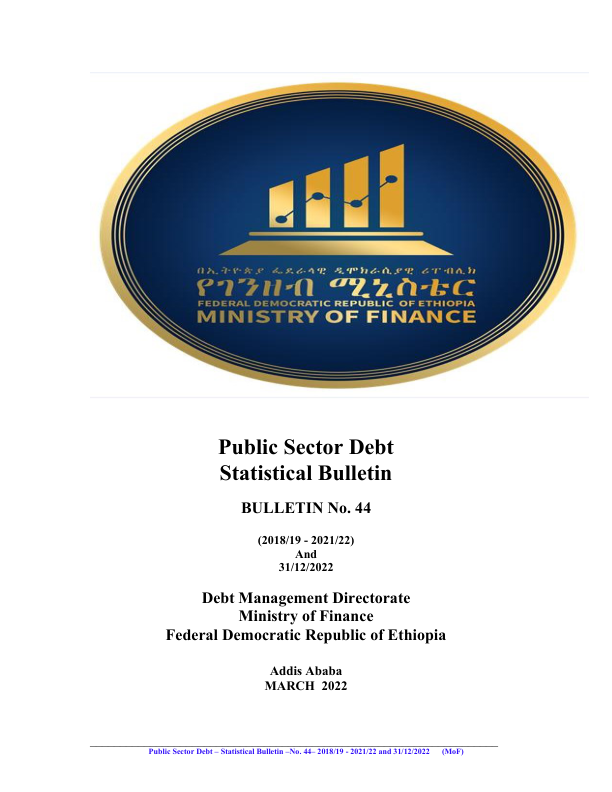 በኢትዮጵያ ፌደራላዊ ዲሞክራሲያዊ ሪፐብሊክ
የገንዘብ ሚኒስቴር
FEDERAL DEMOCRATIC REPUBLIC OF ETHIOPIA
MINISTRY OF FINANCE
Public Sector Debt
Statistical Bulletin
BULLETIN No. 44
(2018/19 - 2021/22)
And
31/12/2022
Debt Management Directorate
Ministry of Finance
Federal Democratic Republic of Ethiopia
Addis Ababa
MARCH 2022
Public Sector Debt – Statistical Bulletin –No. 44– 2018/19 - 2021/22 and 31/12/2022 (MoF)